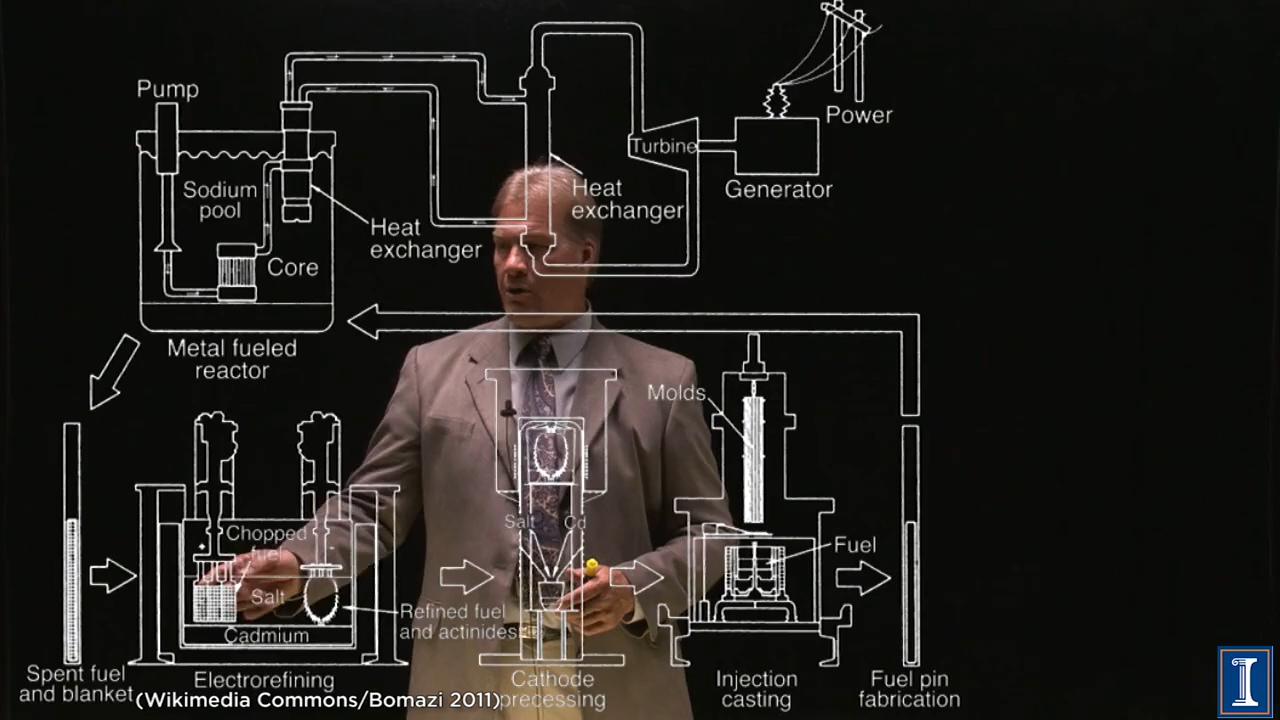 Pump
Power
Turbine
Sodium
pool
Heat
exchanger
Generator
Heat
exchanger
Core
Metal fueled
reactor
Molds
Salt
Cd
Chopped
fuel
Fuel
Salt
Refined fuel
and actinides
Cadmium
Spent fuel
and blanket
Electrorefining
Cathode
precessing
Injection
casting
Fuel pin
fabrication
(Wikimedia Commons/Bomazi 2011)
I